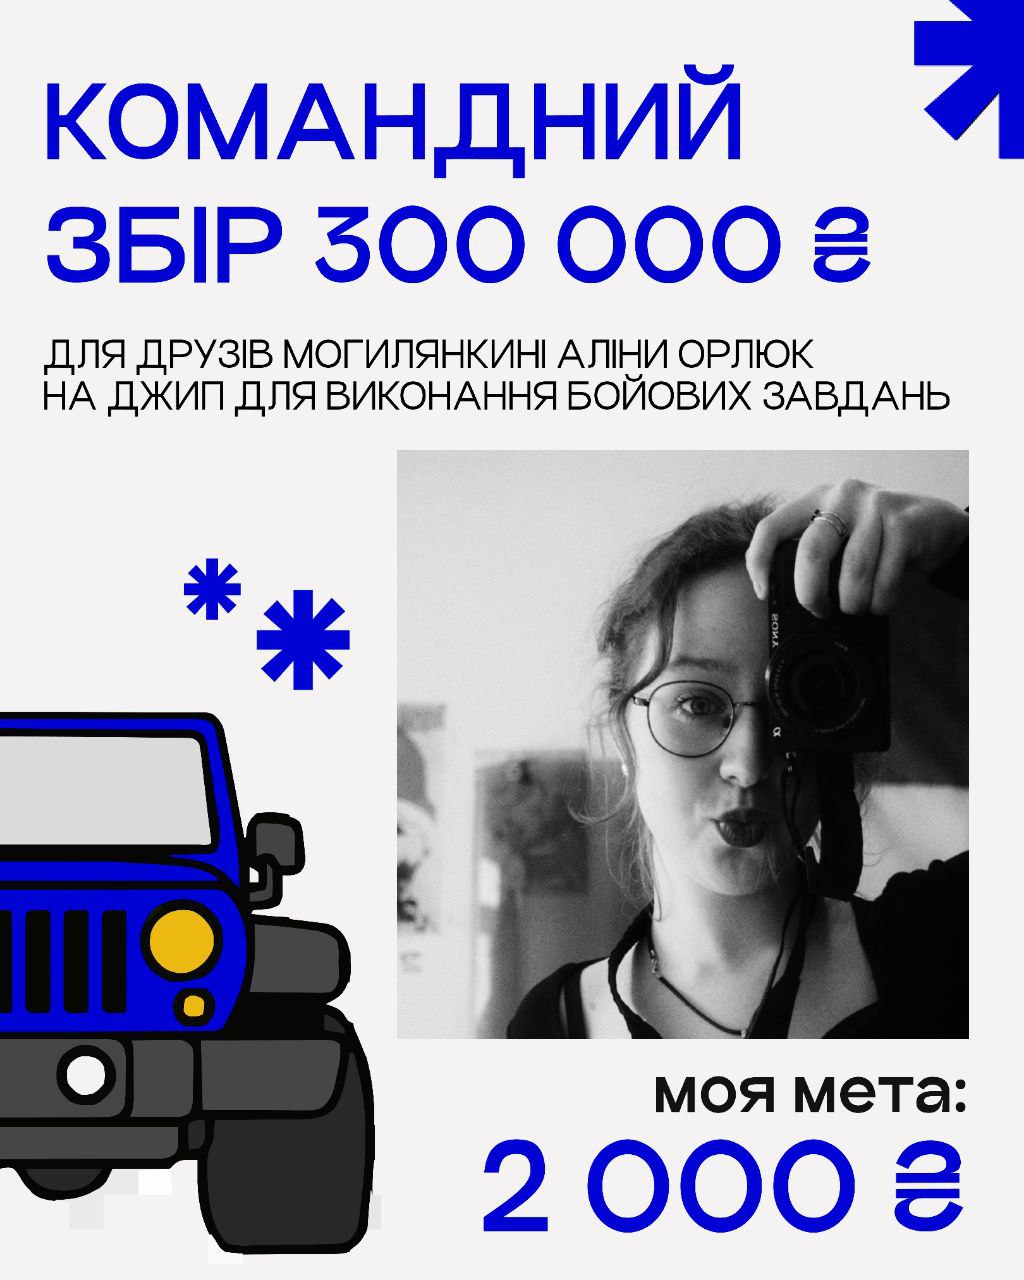 КОМАНДНИЙ
ЗБІР 300 000 ₴
ДЛЯ ДРУЗІВ МОГИЛЯНКИНІ АЛІНИ ОРЛЮК
НА ДЖИП ДЛЯ ВИКОНАННЯ БОЙОВИХ ЗАВДАНЬ
SONY
α
моя мета:
2 000 ₴